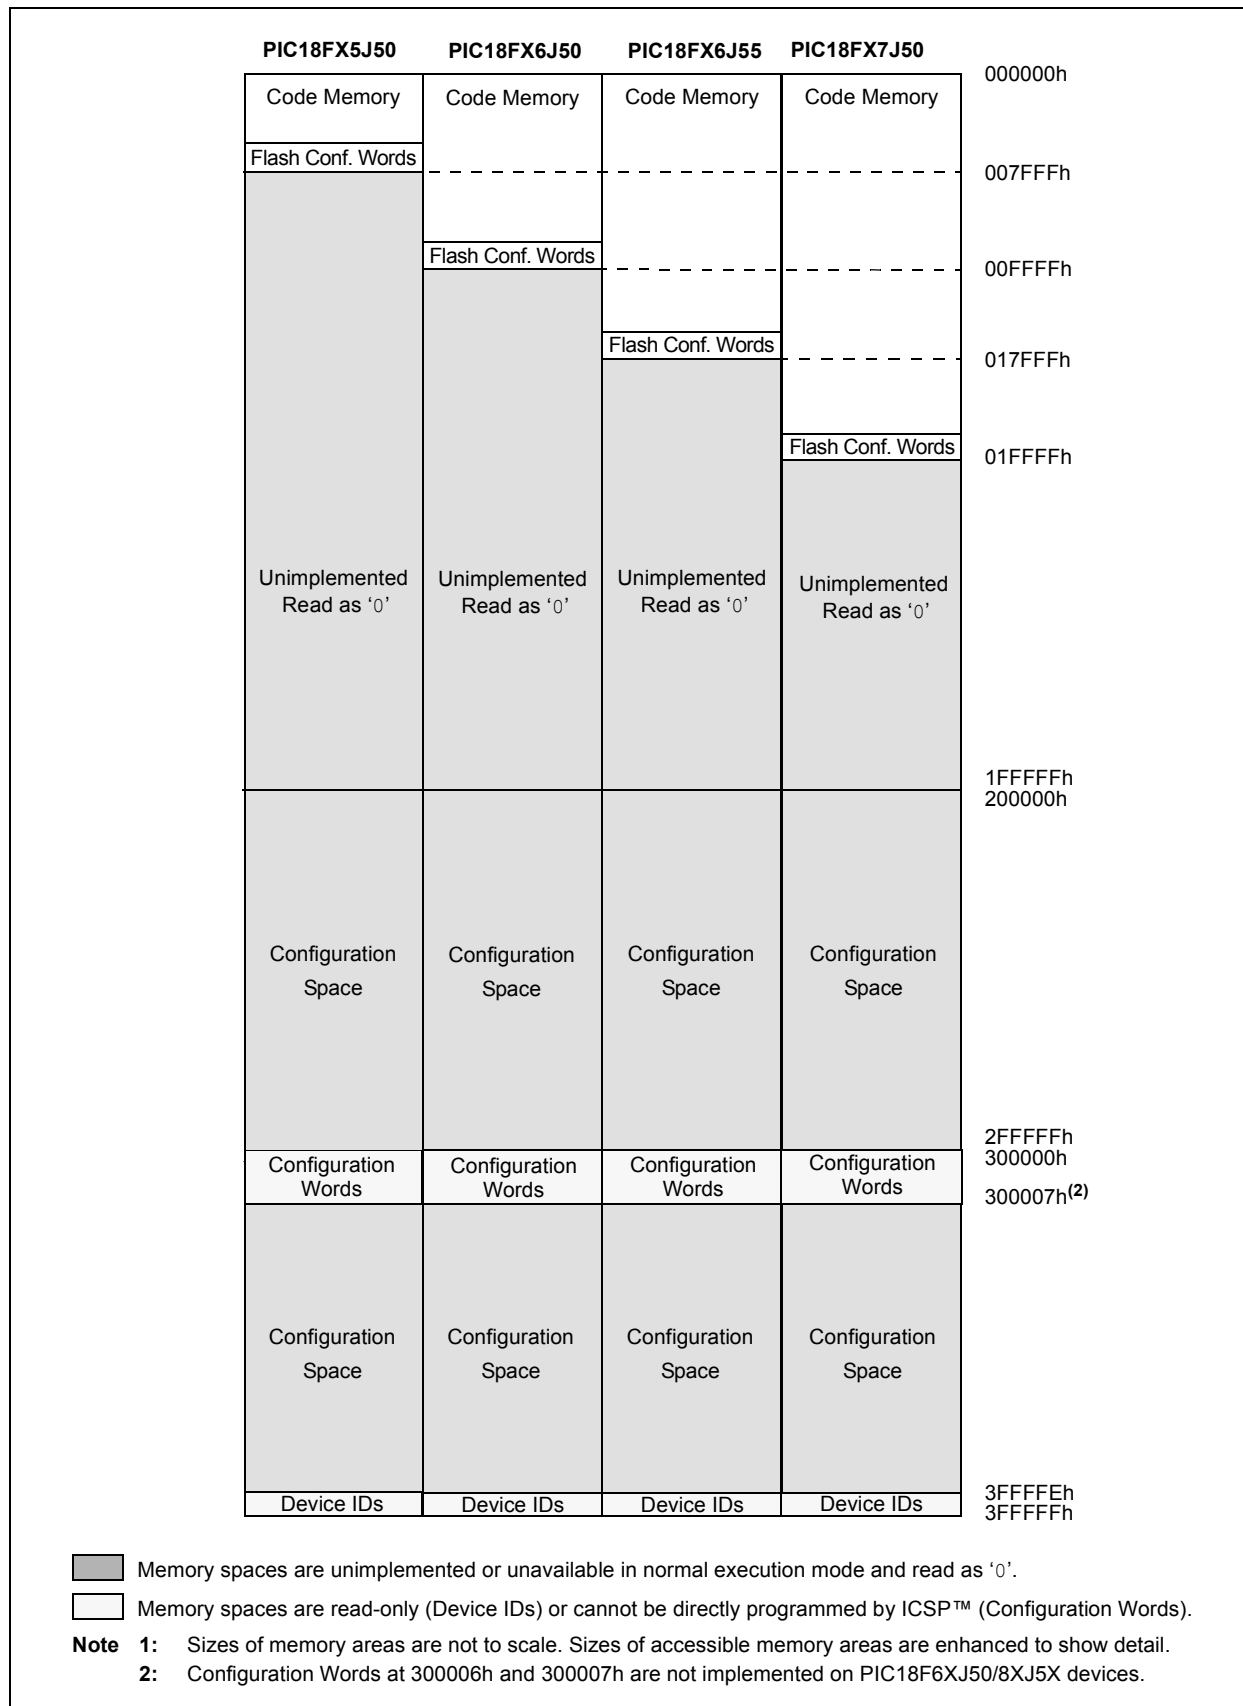 PIC18FX5J50 PIC18FX6J50 PIC18FX6J55 PIC18FX7J50
000000h
Code Memory Code Memory Code Memory Code Memory
Flash Conf. Words
007FFFh
Flash Conf. Words
00FFFFh
Flash Conf. Words
017FFFh
Flash Conf. Words
01FFFFh
Unimplemented Unimplemented Unimplemented Unimplemented
Read as ‘0’ Read as ‘0’ Read as ‘0’ Read as ‘0’
1FFFFFh
200000h
Configuration Configuration Configuration Configuration
Space Space Space Space
2FFFFFh
300000h
Configuration Configuration Configuration Configuration
Words Words Words Words
300007h(2)
Configuration Configuration Configuration Configuration
Space Space Space Space
3FFFFEh
Device IDs Device IDs Device IDs Device IDs
3FFFFFh
Memory spaces are unimplemented or unavailable in normal execution mode and read as ‘0’.
Memory spaces are read-only (Device IDs) or cannot be directly programmed by ICSP™ (Configuration Words).
Note 1: Sizes of memory areas are not to scale. Sizes of accessible memory areas are enhanced to show detail.
2: Configuration Words at 300006h and 300007h are not implemented on PIC18F6XJ50/8XJ5X devices.